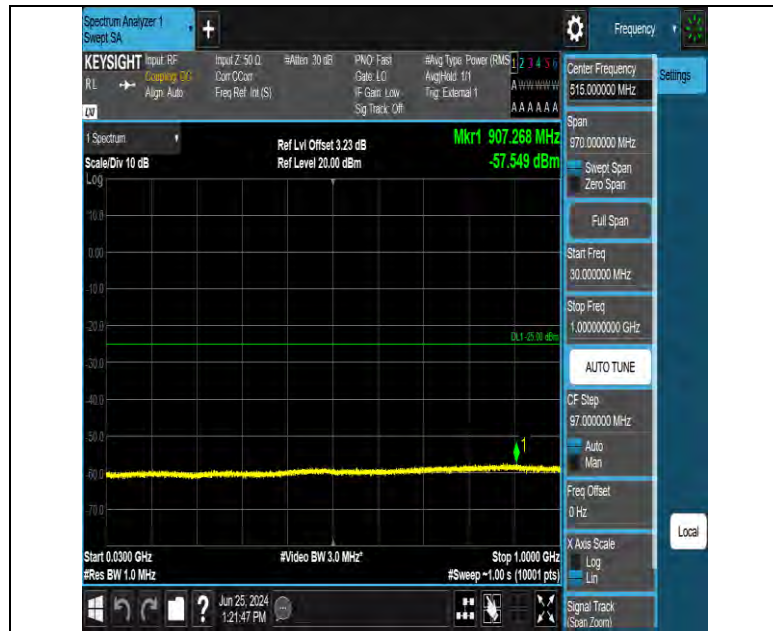 Spectrum Analyzer 1
Swept SA
+
Frequency
KEYSIGHT
RL
LXI
Input: RF
Coupling: DC
Align: Auto
Input Z: 50 Ω
Corr CCorr
Freq Ref: Int (S)
#Atten: 30 dB
PNO: Fast
Gate: LO
IF Gain: Low
Sig Track: Off
#Avg Type: Power (RMS
Avg|Hold: 1/1
Trig: External 1
1 2 3 4 5 6
A W W W W W
A A A A A A
1 Spectrum
Scale/Div 10 dB
Log
Ref Lvl Offset 3.23 dB
Ref Level 20.00 dBm
Mkr1 907.268 MHz
-57.549 dBm
10.0
0.00
-10.0
-20.0
-30.0
-40.0
-50.0
-60.0
-70.0
DL1 -25.00 dBm
1
Start 0.0300 GHz
#Res BW 1.0 MHz
#Video BW 3.0 MHz*
Stop 1.0000 GHz
#Sweep ~1.00 s (10001 pts)
Center Frequency
515.000000 MHz
Settings
Span
970.000000 MHz
Swept Span
Zero Span
Full Span
Start Freq
30.000000 MHz
Stop Freq
1.000000000 GHz
AUTO TUNE
CF Step
97.000000 MHz
Auto
Man
Freq Offset
0 Hz
X Axis Scale
Log
Lin
Local
Signal Track
(Span Zoom)
?
Jun 25, 2024
1:21:47 PM